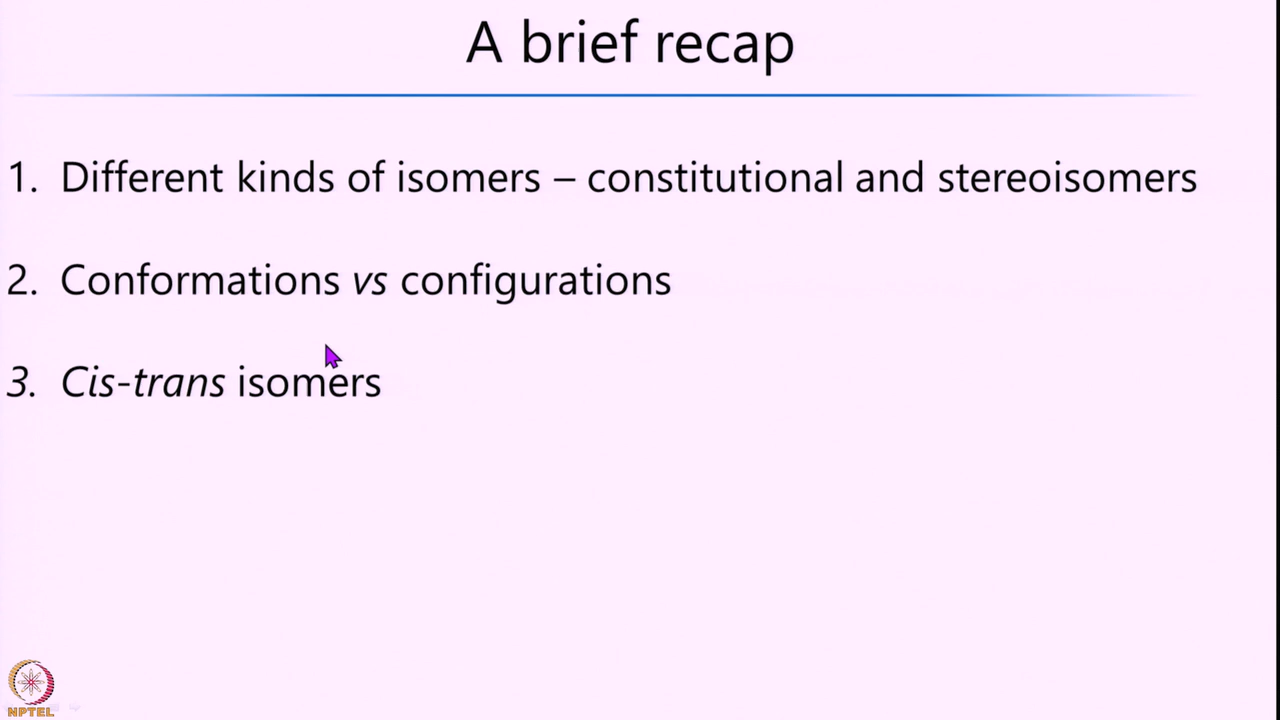 A brief recap
1. Different kinds of isomers – constitutional and stereoisomers
2. Conformations vs configurations
3. Cis-trans isomers
NPTEL